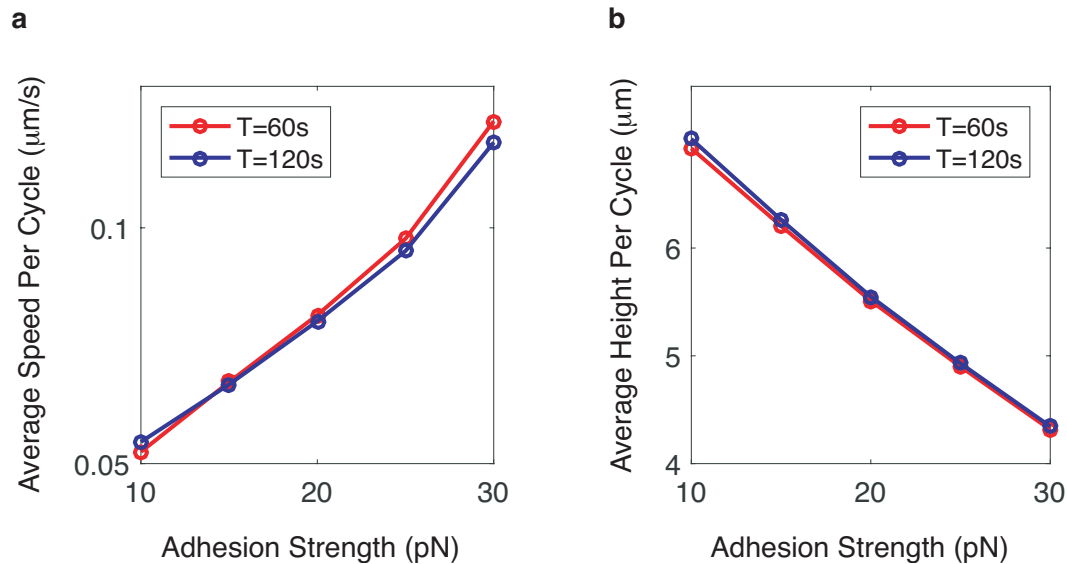 a
Average Speed Per Cycle (μm/s)
T=60s
T=120s
0.1
0.05
10
20
30
Adhesion Strength (pN)
b
Average Height Per Cycle (μm)
T=60s
T=120s
6
5
4
10
20
30
Adhesion Strength (pN)